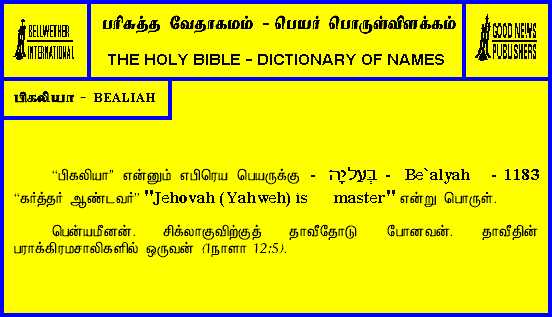 BELLWETHER
INTERNATIONAL
பரிசுத்த வேதாகமம் - பெயர் பொருள்விளக்கம்
THE HOLY BIBLE - DICTIONARY OF NAMES
GOOD NEWS
PUBLISHERS
பிகலியா - BEALIAH
“பிகலியா” என்னும் எபிரெய பெயருக்கு - בְעַלְיָה - Be`alyah - 1183
“கர்த்தர் ஆண்டவர்” "Jehovah (Yahweh) is master" என்று பொருள்.
பென்யமீனன். சிக்லாகுவிற்குத் தாவீதோடு போனவன். தாவீதின்
பராக்கிரமசாலிகளில் ஒருவன் (1நாளா 12:5).